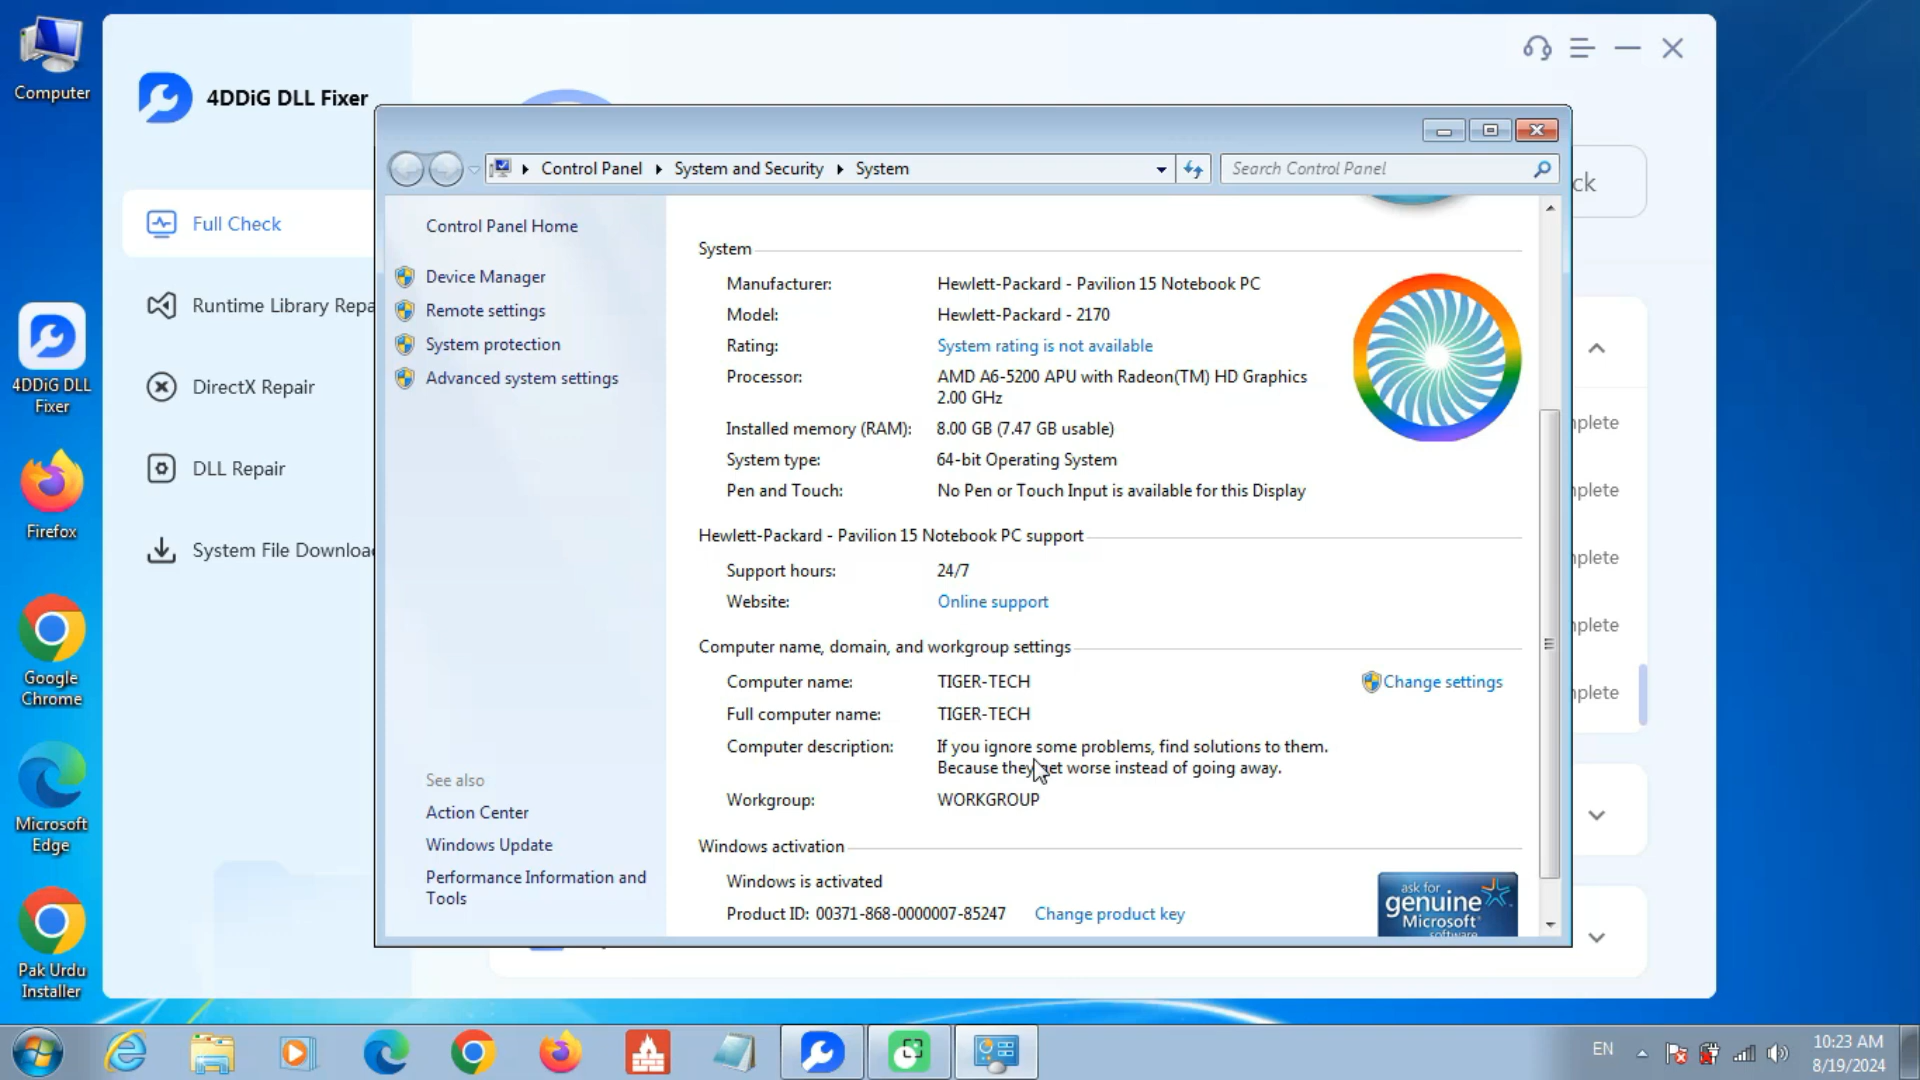 Computer
4DDiG DLL Fixer
ck
Full Check
Runtime Library Repa
DirectX Repair
DLL Repair
System File Downloa
4DDiG DLL
Fixer
Firefox
Google
Chrome
Microsoft
Edge
Pak Urdu
Installer
Control Panel
System and Security
System
Search Control Panel
Control Panel Home
Device Manager
Remote settings
System protection
Advanced system settings
See also
Action Center
Windows Update
Performance Information and
Tools
System
Manufacturer: Hewlett-Packard - Pavilion 15 Notebook PC
Model: Hewlett-Packard - 2170
Rating: System rating is not available
Processor: AMD A6-5200 APU with Radeon(TM) HD Graphics
2.00 GHz
Installed memory (RAM): 8.00 GB (7.47 GB usable)
System type: 64-bit Operating System
Pen and Touch: No Pen or Touch Input is available for this Display
Hewlett-Packard - Pavilion 15 Notebook PC support
Support hours: 24/7
Website: Online support
Computer name, domain, and workgroup settings
Computer name: TIGER-TECH
Change settings
Full computer name: TIGER-TECH
Computer description: If you ignore some problems, find solutions to them.
Because they get worse instead of going away.
Workgroup: WORKGROUP
Windows activation
Windows is activated
Product ID: 00371-868-0000007-85247 Change product key
ask for
genuine
Microsoft
software
nplete
nplete
nplete
nplete
nplete
EN
10:23 AM
8/19/2024